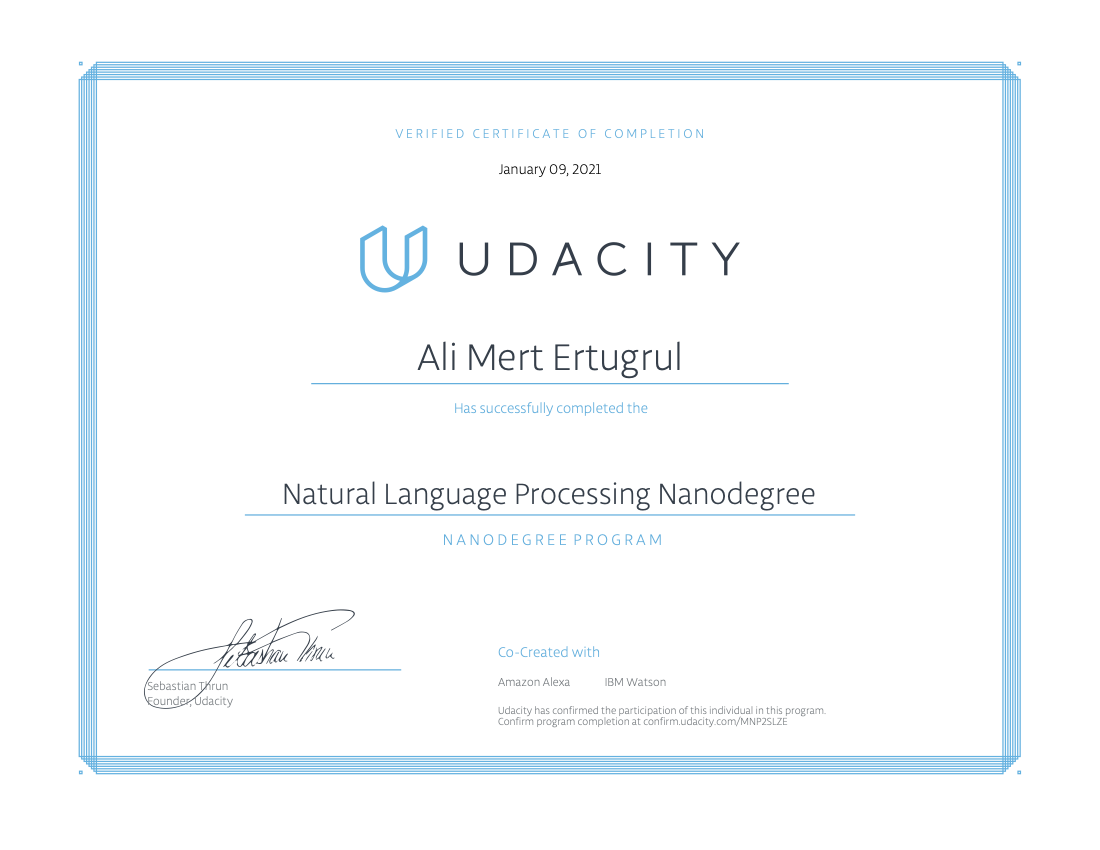 VERIFIED CERTIFICATE OF COMPLETION
January 09, 2021
UDACITY
Ali Mert Ertugrul
Has successfully completed the
Natural Language Processing Nanodegree
NANODEGREE PROGRAM
Sebastian Thrun
Sebastian Thrun
Founder, Udacity
Co-Created with
Amazon Alexa IBM Watson
Udacity has confirmed the participation of this individual in this program.
Confirm program completion at confirm.udacity.com/MNP2SLZE